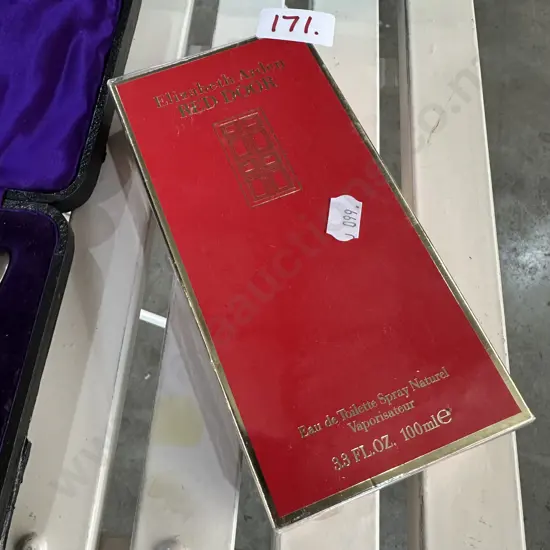 171.
Elizabeth Arden
RED DOOR
099
Eau de Toilette Spray Naturel
Vaporisateur
3.3 FL.OZ. 100ml e